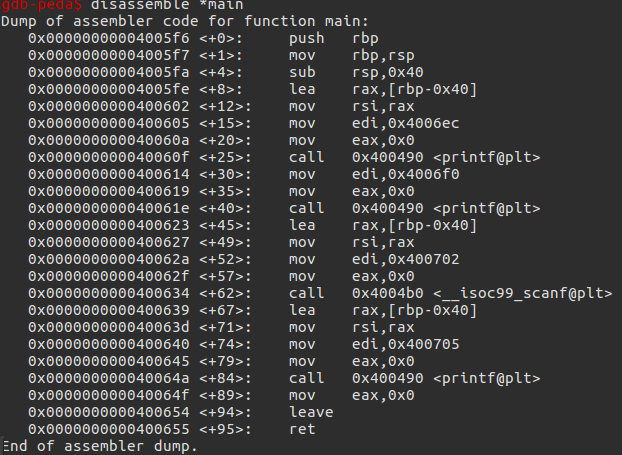 gdb-peda$ disassemble *main
Dump of assembler code for function main:
0x00000000004005f6 <+0>: push rbp
0x00000000004005f7 <+1>: mov rbp,rsp
0x00000000004005fa <+4>: sub rsp,0x40
0x00000000004005fe <+8>: lea rax,[rbp-0x40]
0x0000000000400602 <+12>: mov rsi,rax
0x0000000000400605 <+15>: mov edi,0x4006ec
0x000000000040060a <+20>: mov eax,0x0
0x000000000040060f <+25>: call 0x400490 <printf@plt>
0x0000000000400614 <+30>: mov edi,0x4006f0
0x0000000000400619 <+35>: mov eax,0x0
0x000000000040061e <+40>: call 0x400490 <printf@plt>
0x0000000000400623 <+45>: lea rax,[rbp-0x40]
0x0000000000400627 <+49>: mov rsi,rax
0x000000000040062a <+52>: mov edi,0x400702
0x000000000040062f <+57>: mov eax,0x0
0x0000000000400634 <+62>: call 0x4004b0 <__isoc99_scanf@plt>
0x0000000000400639 <+67>: lea rax,[rbp-0x40]
0x000000000040063d <+71>: mov rsi,rax
0x0000000000400640 <+74>: mov edi,0x400705
0x0000000000400645 <+79>: mov eax,0x0
0x000000000040064a <+84>: call 0x400490 <printf@plt>
0x000000000040064f <+89>: mov eax,0x0
0x0000000000400654 <+94>: leave
0x0000000000400655 <+95>: ret
End of assembler dump.